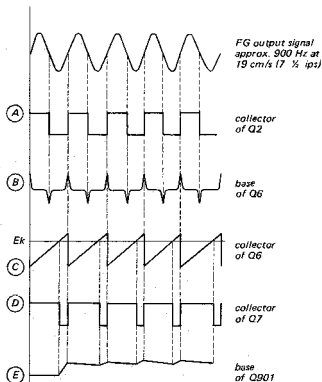 FG output signal
approx. 900 Hz at
19 cm/s (7 ½ ips)
A
collector
of Q2
B
base
of Q6
Ek
C
collector
of Q6
D
collector
of Q7
E
base
of Q901